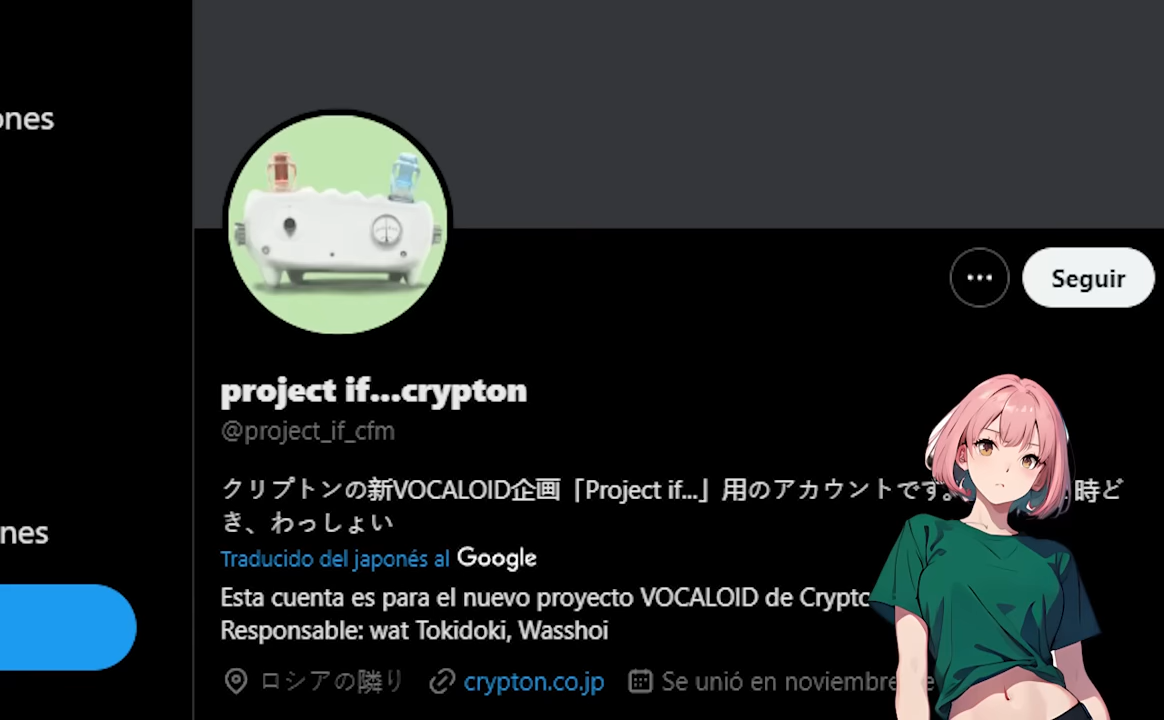 ones
Seguir
project if...crypton
@project_if_cfm
クリプトンの新VOCALOID企画「Project if...」用のアカウントです。 時ど
き、わっしょい
Traducido del japonés al Google
Esta cuenta es para el nuevo proyecto VOCALOID de Crypto
Responsable: wat Tokidoki, Wasshoi
nes
ロシアの隣り crypton.co.jp Se unió en noviembre